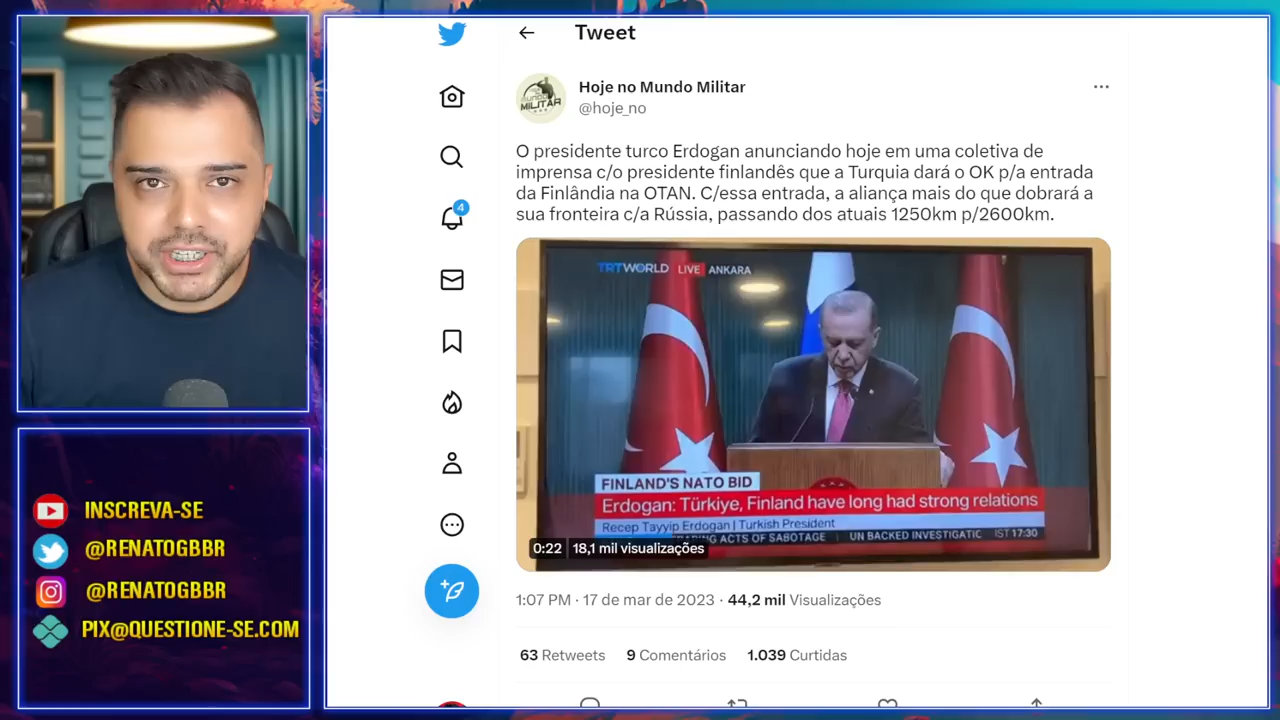 Tweet
Hoje no Mundo Militar
@hoje_no
O presidente turco Erdogan anunciando hoje em uma coletiva de
imprensa c/o presidente finlandês que a Turquia dará o OK p/a entrada
da Finlândia na OTAN. C/essa entrada, a aliança mais do que dobrará a
sua fronteira c/a Rússia, passando dos atuais 1250km p/2600km.
TRT WORLD LIVE ANKARA
FINLAND'S NATO BID
Erdogan: Türkiye, Finland have long had strong relations
Recep Tayyip Erdogan | Turkish President
ACTS OF SABOTAGE | UN BACKED INVESTIGATIC IST 17:30
0:22 18,1 mil visualizações
1:07 PM · 17 de mar de 2023 · 44,2 mil Visualizações
63 Retweets 9 Comentários 1.039 Curtidas
4
MILITAR
INSCREVA-SE
@RENATOGBBR
@RENATOGBBR
PIX@QUESTIONE-SE.COM